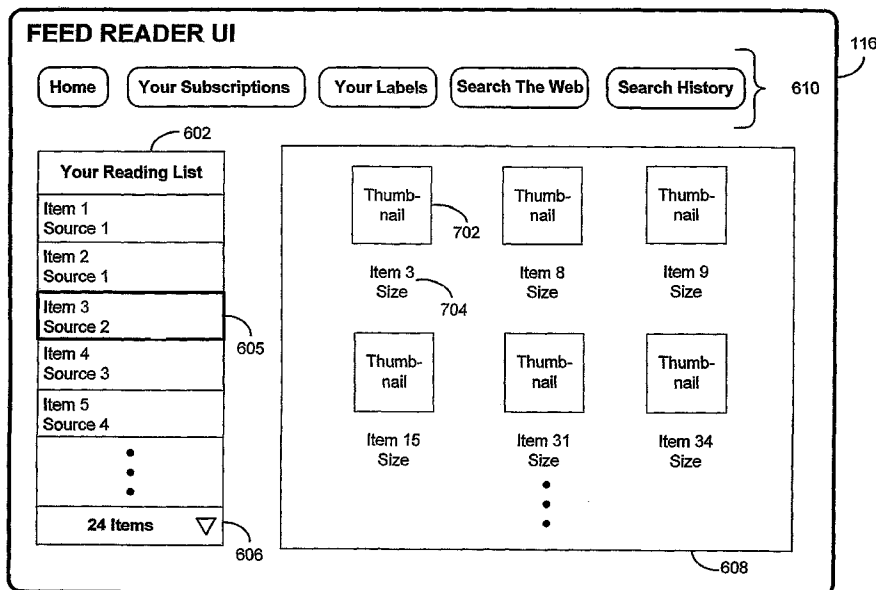 FEED READER UI
116
Home
Your Subscriptions
Your Labels
Search The Web
Search History
610
602
Your Reading List
Item 1
Source 1
Item 2
Source 1
Item 3
Source 2
605
Item 4
Source 3
Item 5
Source 4
24 Items
606
Thumb-
nail
702
Thumb-
nail
Thumb-
nail
Item 3
Size
704
Item 8
Size
Item 9
Size
Thumb-
nail
Thumb-
nail
Thumb-
nail
Item 15
Size
Item 31
Size
Item 34
Size
608